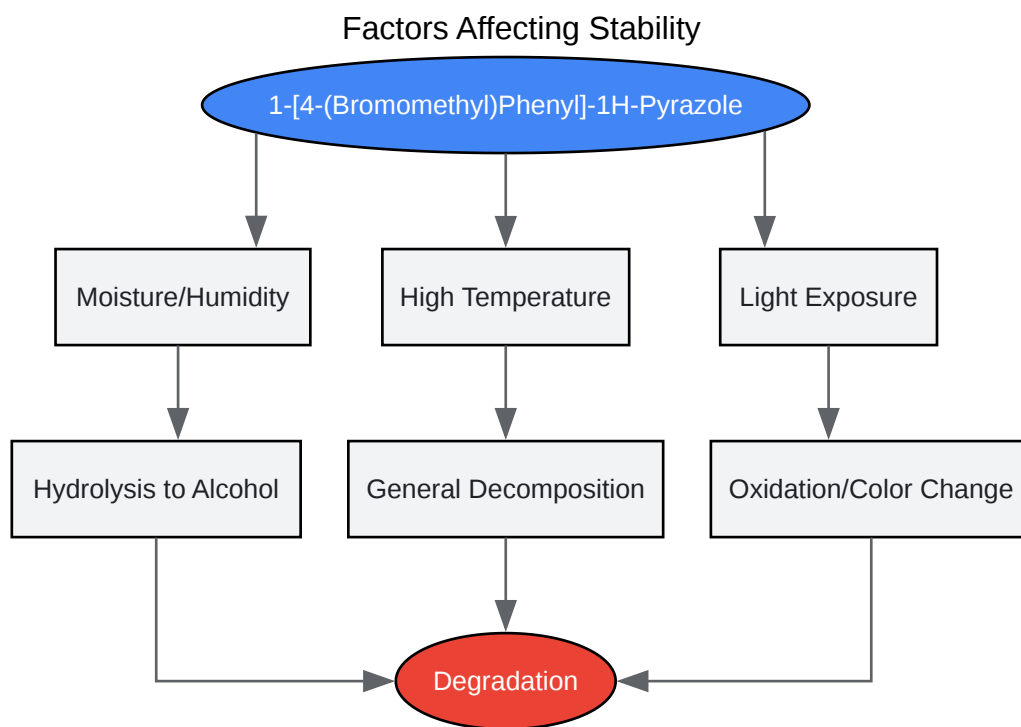 Factors Affecting Stability
1-[4-(Bromomethyl)Phenyl]-1H-Pyrazole
Moisture/Humidity
High Temperature
Light Exposure
Hydrolysis to Alcohol
General Decomposition
Oxidation/Color Change
Degradation